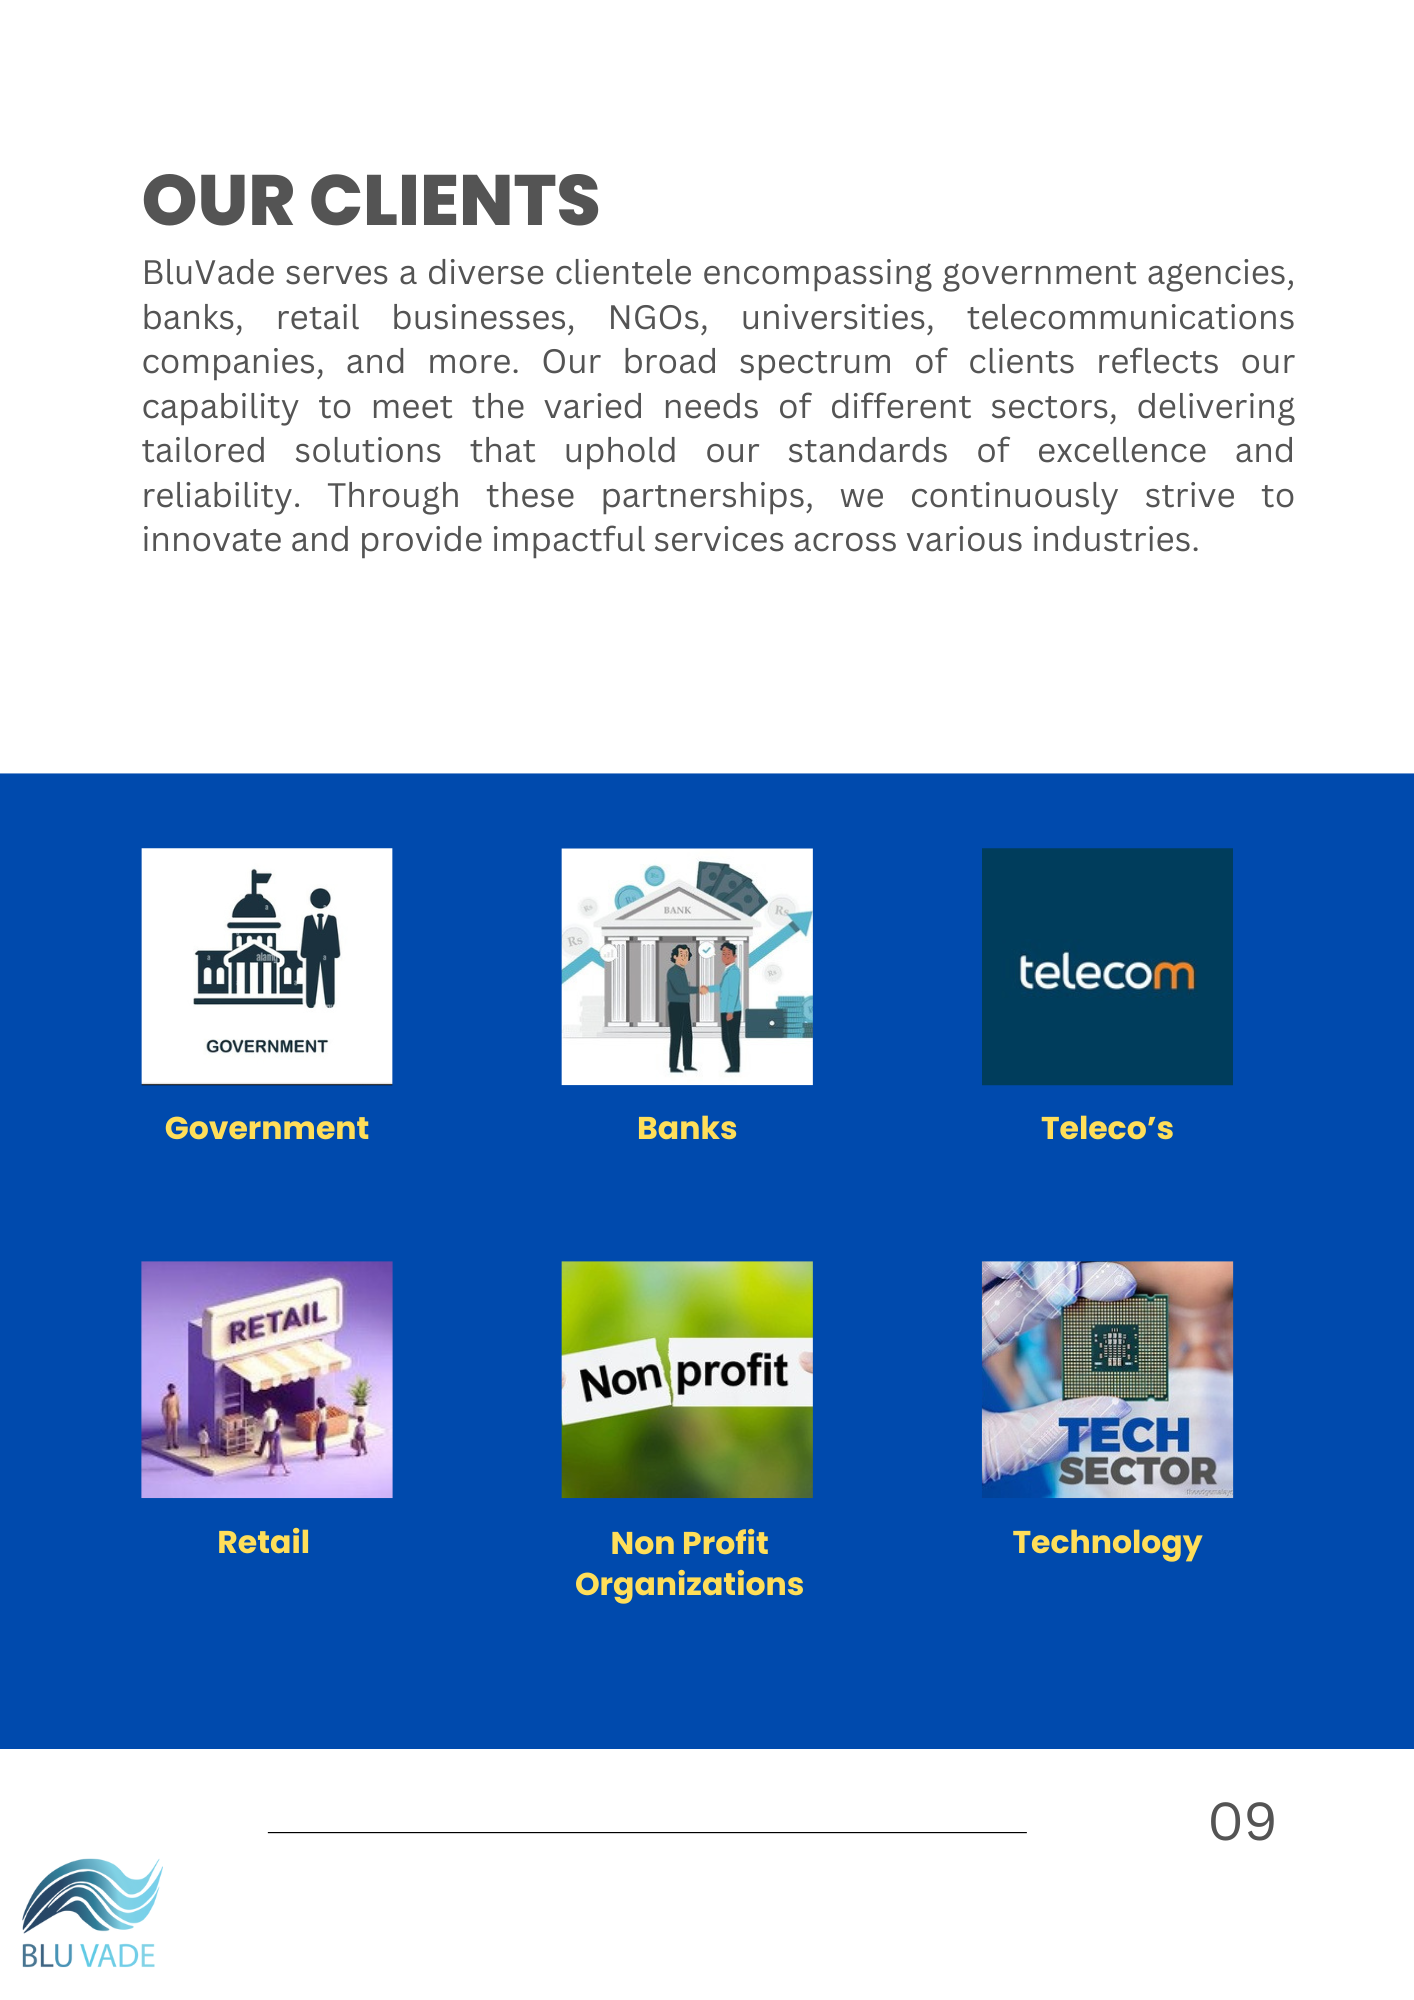 OUR CLIENTS
BluVade serves a diverse clientele encompassing government agencies,
banks, retail businesses, NGOs, universities, telecommunications
companies, and more. Our broad spectrum of clients reflects our
capability to meet the varied needs of different sectors, delivering
tailored solutions that uphold our standards of excellence and
reliability. Through these partnerships, we continuously strive to
innovate and provide impactful services across various industries.
GOVERNMENT
BANK
Rs
Rs
telecom
Government
Banks
Teleco’s
RETAIL
Non profit
TECH
SECTOR
Retail
Non Profit
Organizations
Technology
09
BLU VADE